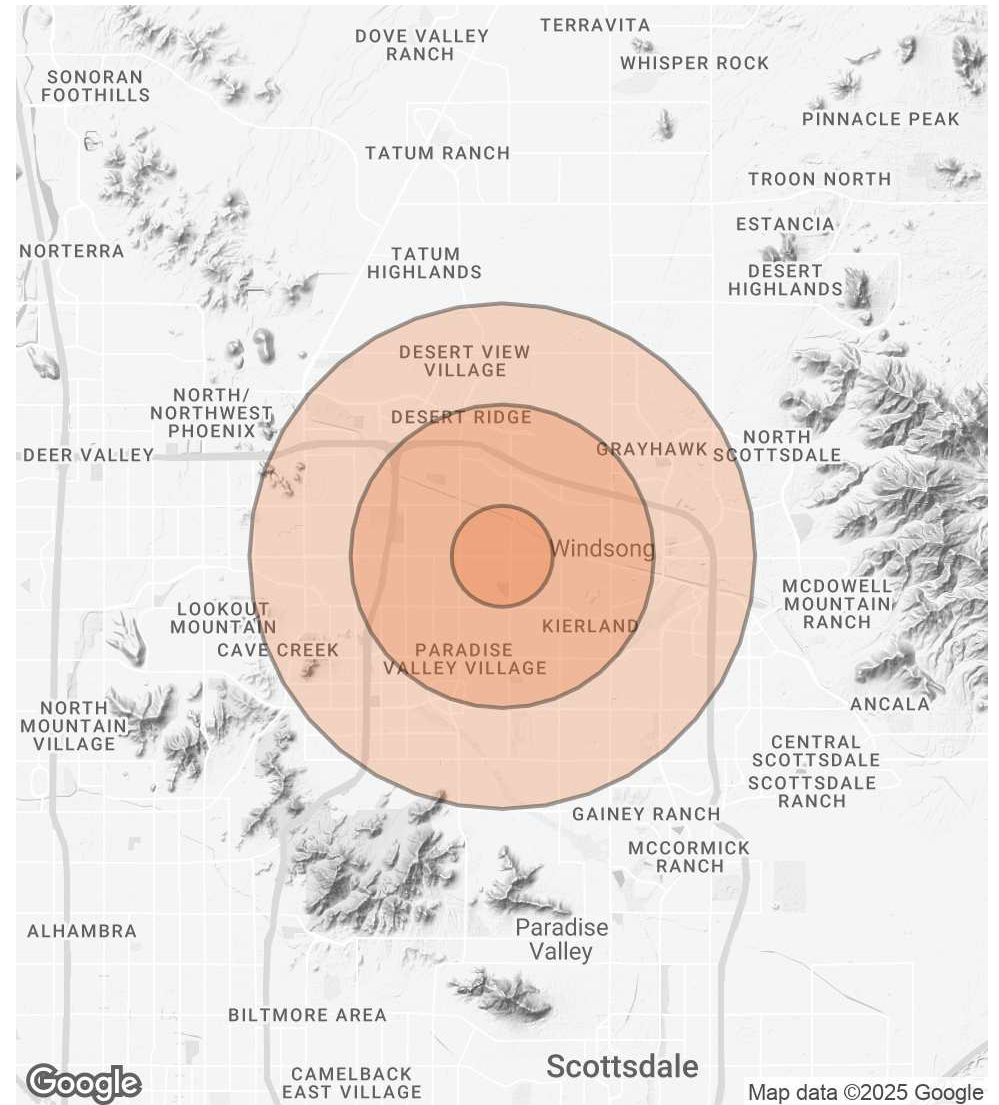 TERRAVITA
DOVE VALLEY
RANCH
WHISPER ROCK
SONORAN
FOOTHILLS
PINNACLE PEAK
TATUM RANCH
TROON NORTH
ESTANCIA
NORTERRA
TATUM
HIGHLANDS
DESERT
HIGHLANDS
DESERT VIEW
VILLAGE
NORTH/
NORTHWEST
PHOENIX
DESERT RIDGE
GRAYHAWK
NORTH
SCOTTSDALE
DEER VALLEY
Windsong
MCDOWELL
MOUNTAIN
RANCH
LOOKOUT
MOUNTAIN
KIERLAND
CAVE CREEK
PARADISE
VALLEY VILLAGE
ANCALA
NORTH
MOUNTAIN
VILLAGE
CENTRAL
SCOTTSDALE
SCOTTSDALE
RANCH
GAINEY RANCH
MCCORMICK
RANCH
ALHAMBRA
Paradise
Valley
BILTMORE AREA
Scottsdale
CAMELBACK
EAST VILLAGE
Google
Map data ©2025 Google